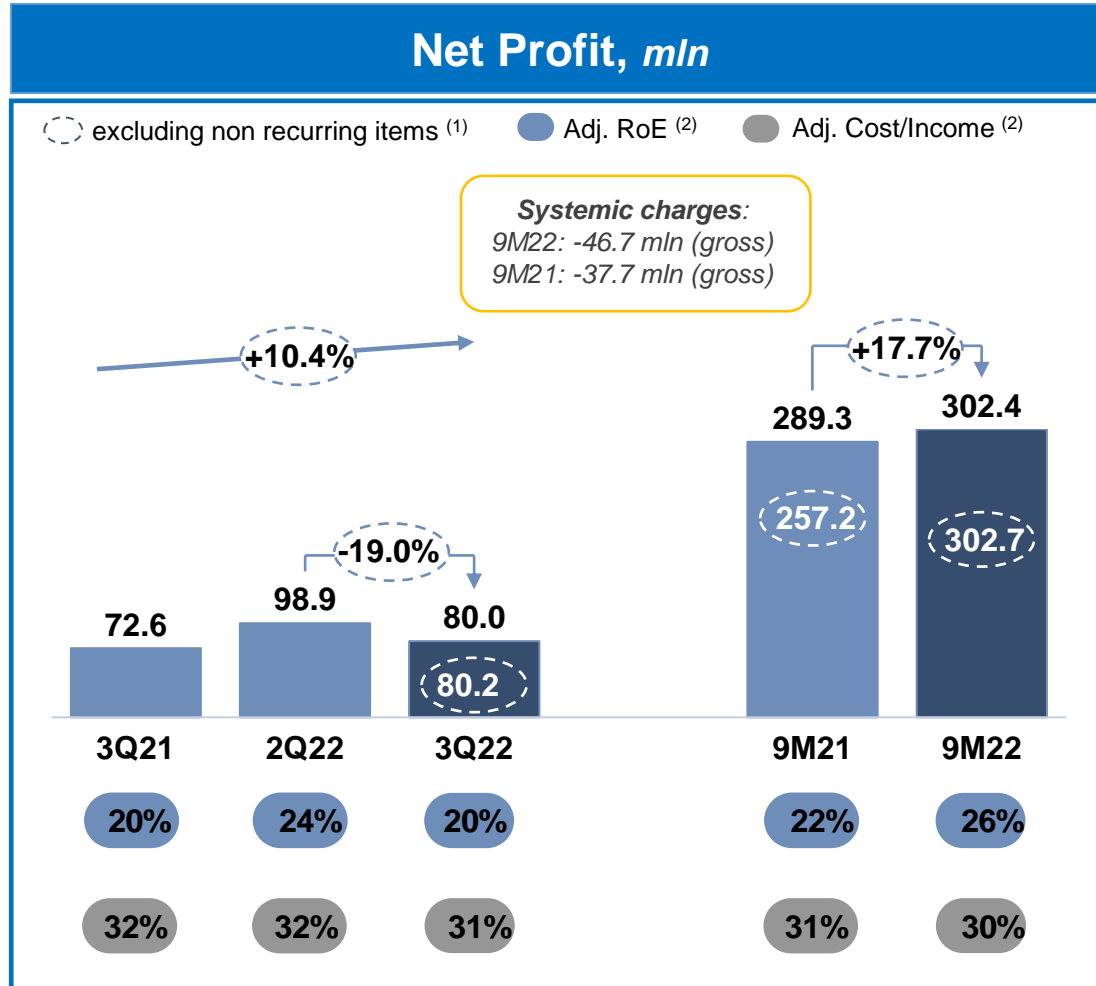 Net Profit, mln
excluding non recurring items (1) Adj. RoE (2) Adj. Cost/Income (2)
Systemic charges:
9M22: -46.7 mln (gross)
9M21: -37.7 mln (gross)
+10.4%
+17.7%
289.3
302.4
257.2
302.7
-19.0%
72.6
98.9
80.0
80.2
3Q21 2Q22 3Q22 9M21 9M22
20% 24% 20% 22% 26%
32% 32% 31% 31% 30%